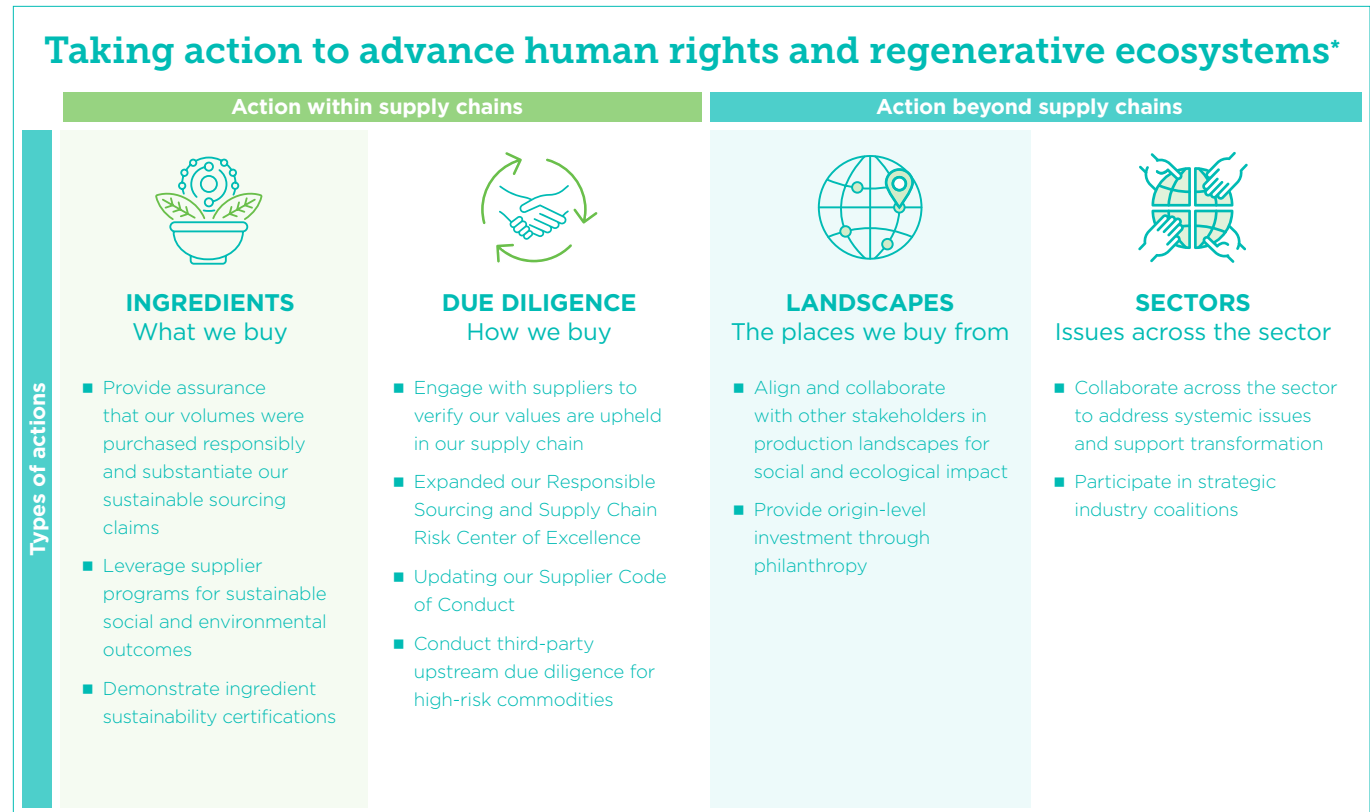 Taking action to advance human rights and regenerative ecosystems*
Action within supply chains
Action beyond supply chains
Types of actions
INGREDIENTS
What we buy
■ Provide assurance
that our volumes were
purchased responsibly
and substantiate our
sustainable sourcing
claims
■ Leverage supplier
programs for sustainable
social and environmental
outcomes
■ Demonstrate ingredient
sustainability certifications
DUE DILIGENCE
How we buy
■ Engage with suppliers to
verify our values are upheld
in our supply chain
■ Expanded our Responsible
Sourcing and Supply Chain
Risk Center of Excellence
■ Updating our Supplier Code
of Conduct
■ Conduct third-party
upstream due diligence for
high-risk commodities
LANDSCAPES
The places we buy from
■ Align and collaborate
with other stakeholders in
production landscapes for
social and ecological impact
■ Provide origin-level
investment through
philanthropy
SECTORS
Issues across the sector
■ Collaborate across the sector
to address systemic issues
and support transformation
■ Participate in strategic
industry coalitions